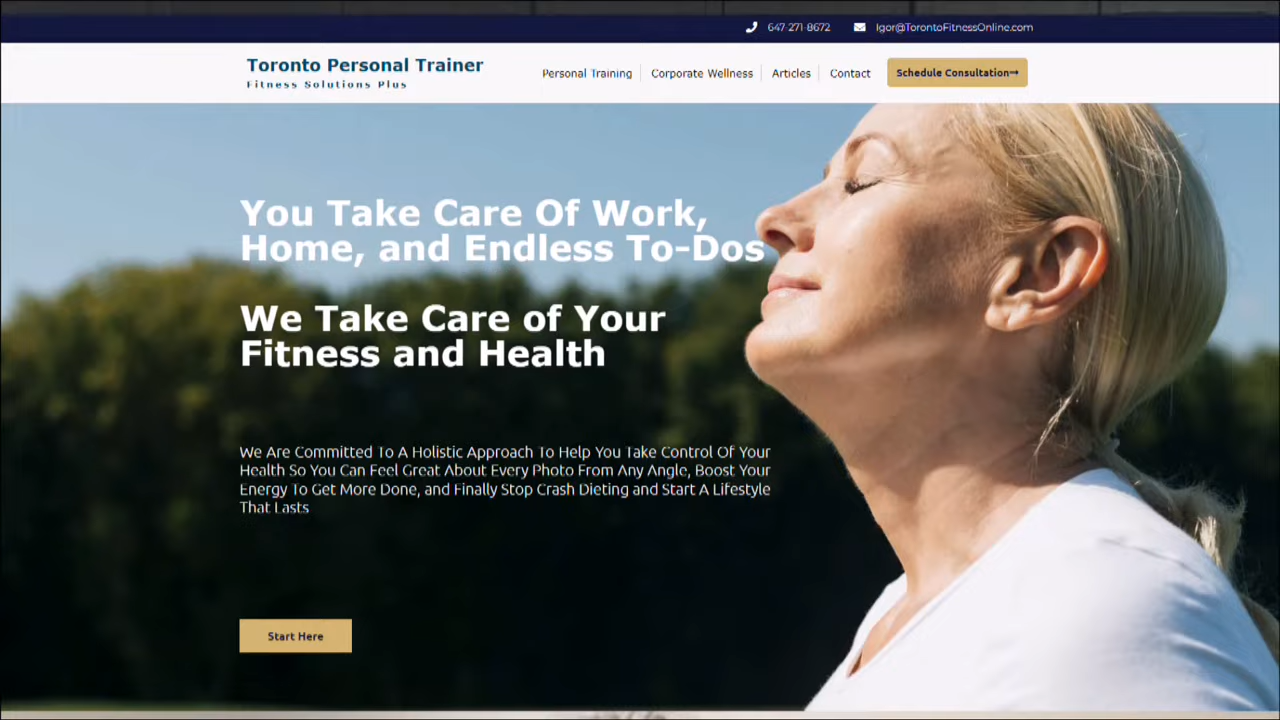 647-271-8672 Igor@TorontoFitnessOnline.com
Toronto Personal Trainer
Fitness Solutions Plus
Personal Training Corporate Wellness Articles Contact Schedule Consultation→
You Take Care Of Work,
Home, and Endless To-Dos
We Take Care of Your
Fitness and Health
We Are Committed To A Holistic Approach To Help You Take Control Of Your
Health So You Can Feel Great About Every Photo From Any Angle, Boost Your
Energy To Get More Done, and Finally Stop Crash Dieting and Start A Lifestyle
That Lasts
Start Here